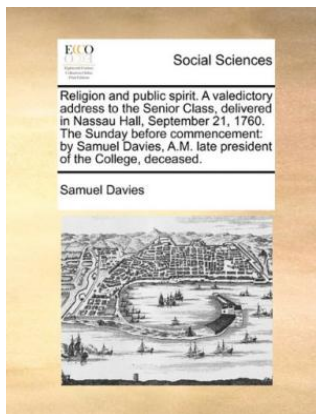 ECCO
Social Sciences
Religion and public spirit. A valedictory
address to the Senior Class, delivered
in Nassau Hall, September 21, 1760.
The Sunday before commencement:
by Samuel Davies, A.M. late president
of the College, deceased.
Samuel Davies